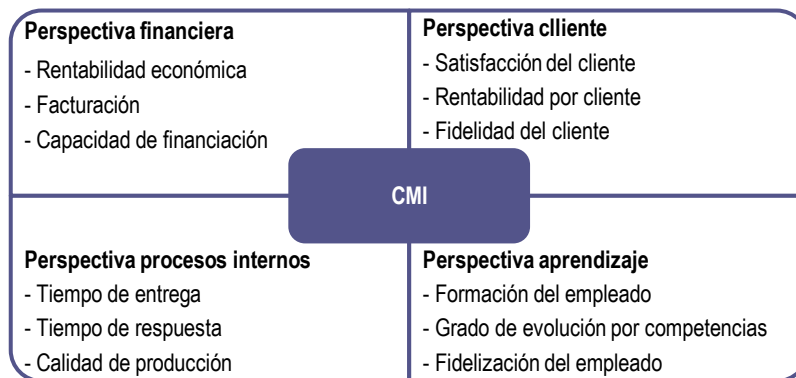 Perspectiva financiera
- Rentabilidad económica
- Facturación
- Capacidad de financiación
Perspectiva clliente
- Satisfacción del cliente
- Rentabilidad por cliente
- Fidelidad del cliente
CMI
Perspectiva procesos internos
- Tiempo de entrega
- Tiempo de respuesta
- Calidad de producción
Perspectiva aprendizaje
- Formación del empleado
- Grado de evolución por competencias
- Fidelización del empleado